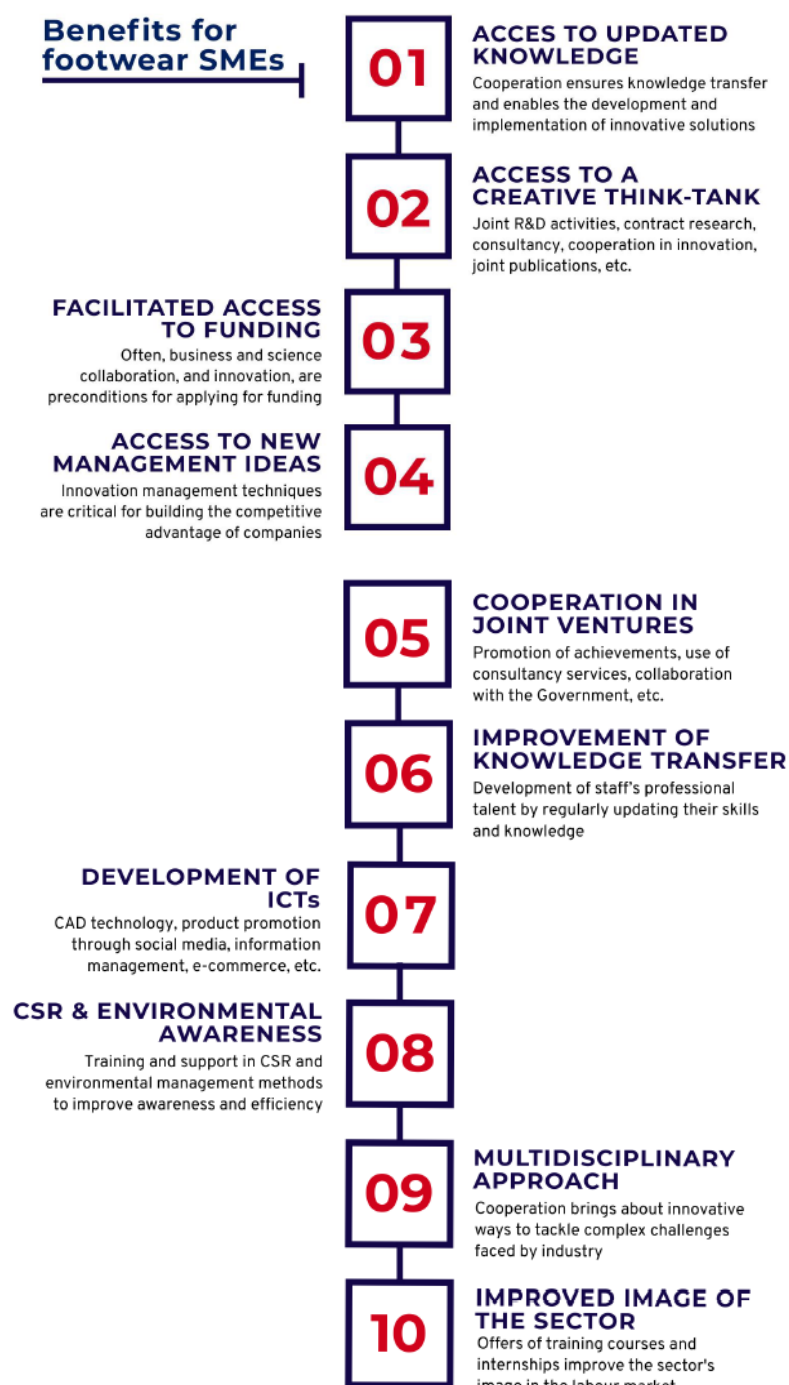 Benefits for
footwear SMEs
01
ACCES TO UPDATED
KNOWLEDGE
Cooperation ensures knowledge transfer
and enables the development and
implementation of innovative solutions
02
ACCESS TO A
CREATIVE THINK-TANK
Joint R&D activities, contract research,
consultancy, cooperation in innovation,
joint publications, etc.
FACILITATED ACCESS
TO FUNDING
Often, business and science
collaboration, and innovation, are
preconditions for applying for funding
03
ACCESS TO NEW
MANAGEMENT IDEAS
Innovation management techniques
are critical for building the competitive
advantage of companies
04
05
COOPERATION IN
JOINT VENTURES
Promotion of achievements, use of
consultancy services, collaboration
with the Government, etc.
06
IMPROVEMENT OF
KNOWLEDGE TRANSFER
Development of staff's professional
talent by regularly updating their skills
and knowledge
DEVELOPMENT OF
ICTs
CAD technology, product promotion
through social media, information
management, e-commerce, etc.
07
CSR & ENVIRONMENTAL
AWARENESS
Training and support in CSR and
environmental management methods
to improve awareness and efficiency
08
09
MULTIDISCIPLINARY
APPROACH
Cooperation brings about innovative
ways to tackle complex challenges
faced by industry
10
IMPROVED IMAGE OF
THE SECTOR
Offers of training courses and
internships improve the sector's
image in the labour market